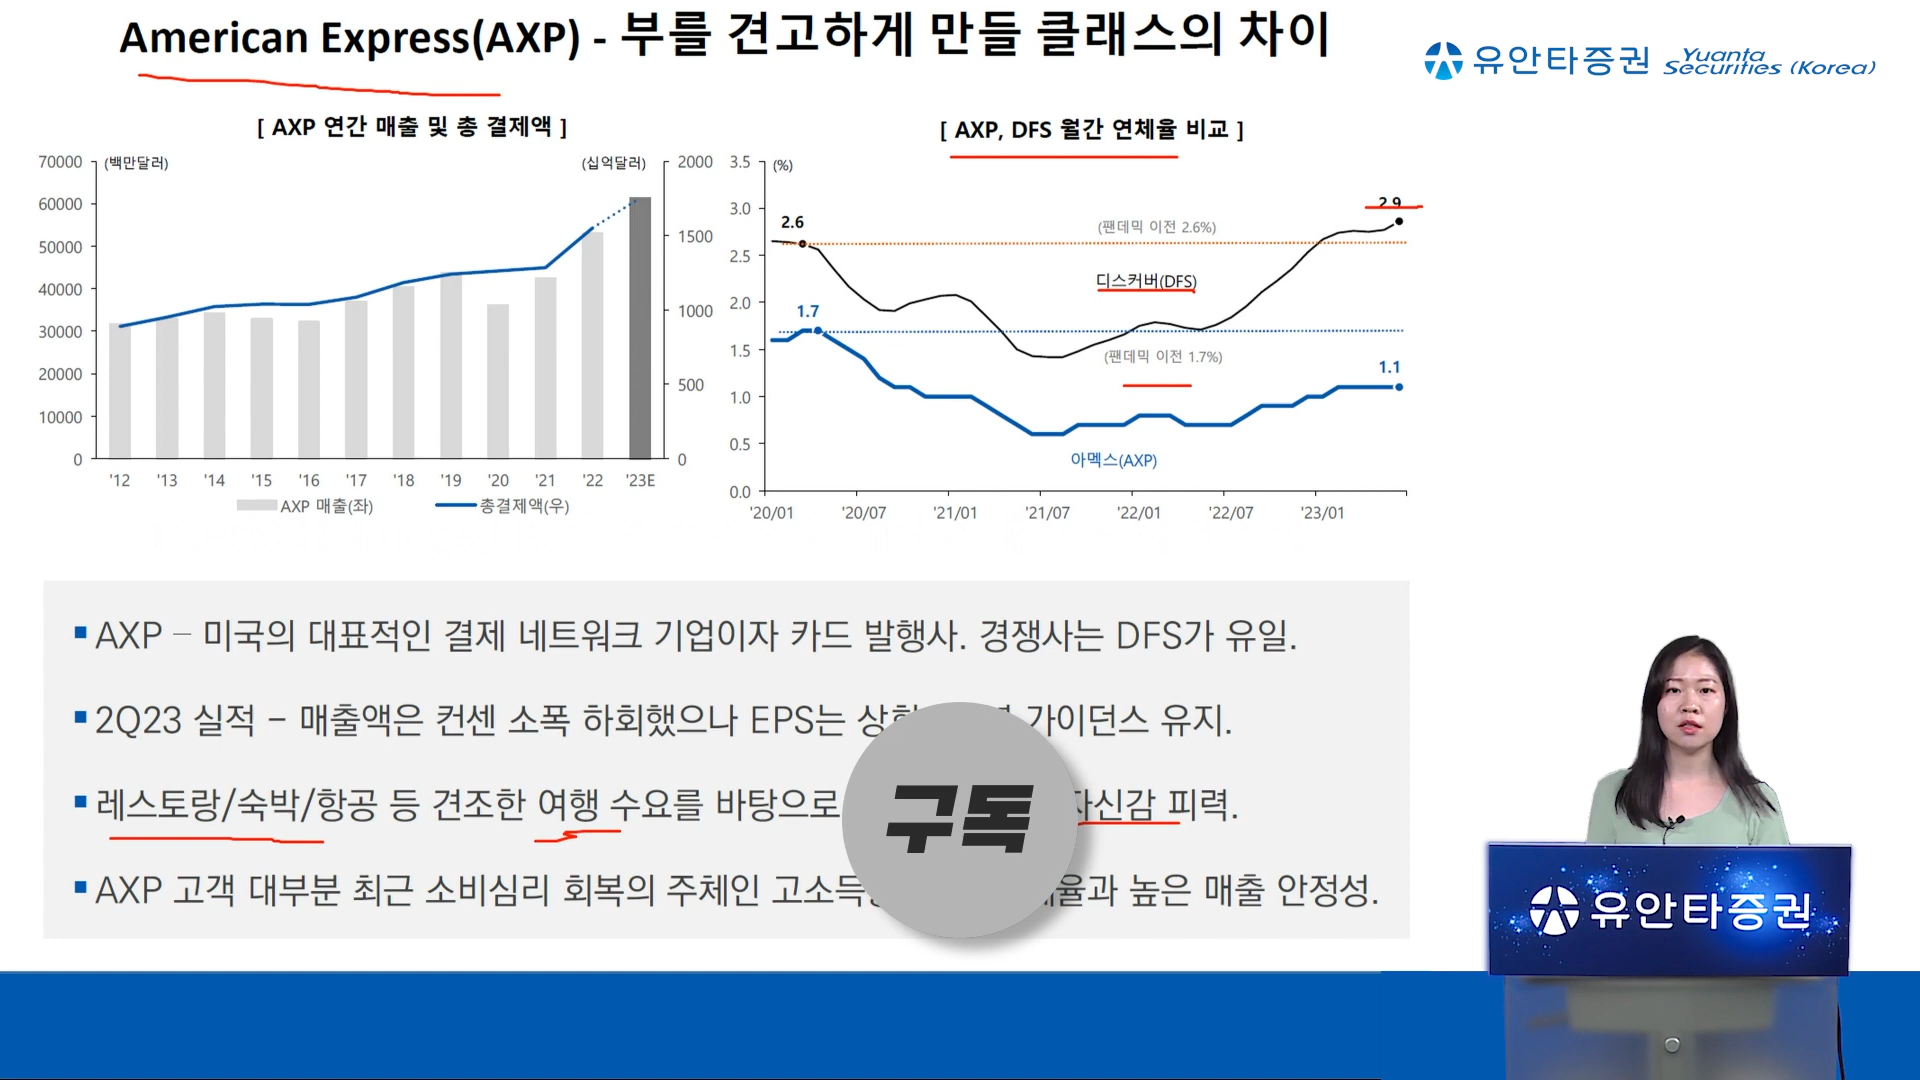 American Express(AXP) - 부를 견고하게 만들 클래스의 차이
유안타증권 Yuanta Securities (Korea)
[ AXP 연간 매출 및 총 결제액 ]
(백만달러)
(십억달러)
70000
60000
50000
40000
30000
20000
10000
0
2000
1500
1000
500
0
'12 '13 '14 '15 '16 '17 '18 '19 '20 '21 '22 '23E
AXP 매출(좌) 총결제액(우)
[ AXP, DFS 월간 연체율 비교 ]
(%)
3.5
3.0
2.5
2.0
1.5
1.0
0.5
0.0
2.9
2.6
(팬데믹 이전 2.6%)
디스커버(DFS)
1.7
(팬데믹 이전 1.7%)
1.1
아멕스(AXP)
'20/01 '20/07 '21/01 '21/07 '22/01 '22/07 '23/01
AXP – 미국의 대표적인 결제 네트워크 기업이자 카드 발행사. 경쟁사는 DFS가 유일.
2Q23 실적 – 매출액은 컨센 소폭 하회했으나 EPS는 가이던스 유지.
레스토랑/숙박/항공 등 견조한 여행 수요를 바탕으로 자신감 피력.
AXP 고객 대부분 최근 소비심리 회복의 주체인 높은 매출 안정성.
구독
유안타증권